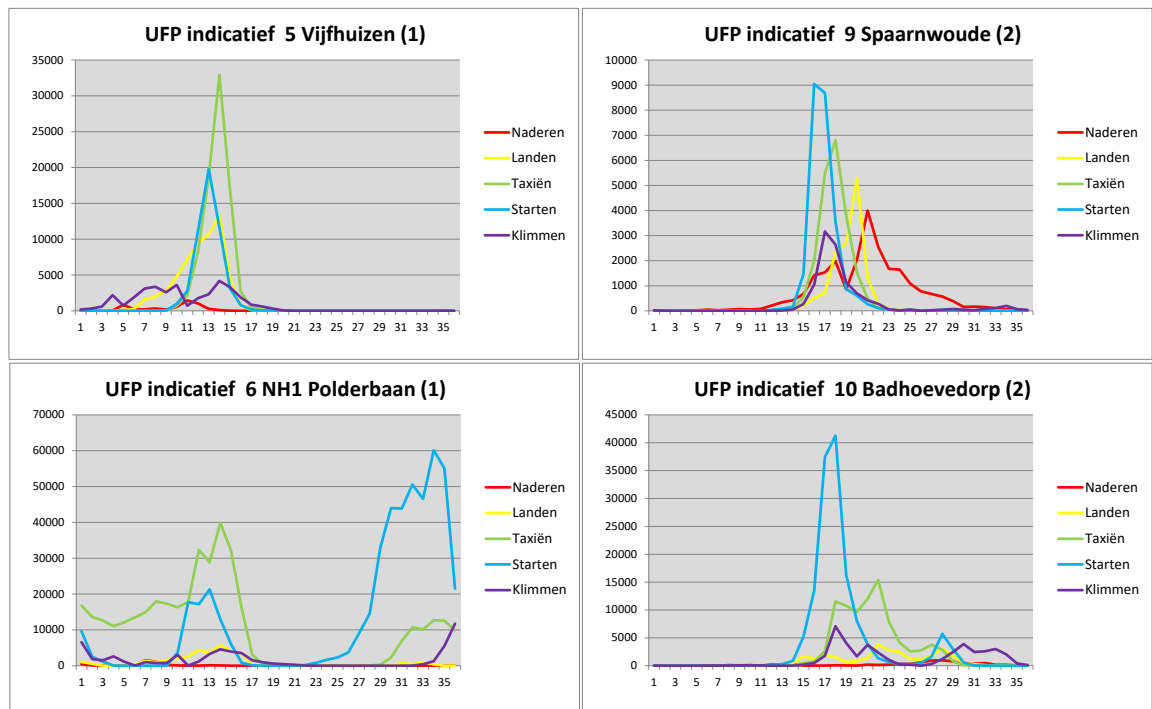 UFP indicatief 5 Vijfhuizen (1)
35000
30000
25000
20000
15000
10000
5000
0
1 3 5 7 9 11 13 15 17 19 21 23 25 27 29 31 33 35
Naderen
Landen
Taxiën
Starten
Klimmen
UFP indicatief 9 Spaarnwoude (2)
10000
9000
8000
7000
6000
5000
4000
3000
2000
1000
0
1 3 5 7 9 11 13 15 17 19 21 23 25 27 29 31 33 35
Naderen
Landen
Taxiën
Starten
Klimmen
UFP indicatief 6 NH1 Polderbaan (1)
70000
60000
50000
40000
30000
20000
10000
0
1 3 5 7 9 11 13 15 17 19 21 23 25 27 29 31 33 35
Naderen
Landen
Taxiën
Starten
Klimmen
UFP indicatief 10 Badhoevedorp (2)
45000
40000
35000
30000
25000
20000
15000
10000
5000
0
1 3 5 7 9 11 13 15 17 19 21 23 25 27 29 31 33 35
Naderen
Landen
Taxiën
Starten
Klimmen